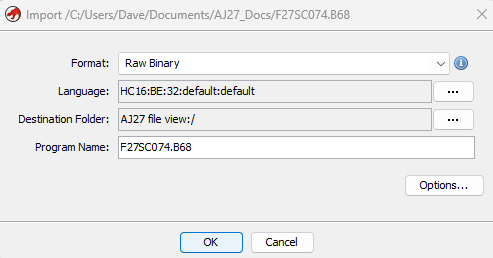 Import /C:/Users/Dave/Documents/AJ27_Docs/F27SC074.B68
Format: Raw Binary
Language: HC16:BE:32:default:default ...
Destination Folder: AJ27 file view:/ ...
Program Name: F27SC074.B68
Options...
OK Cancel